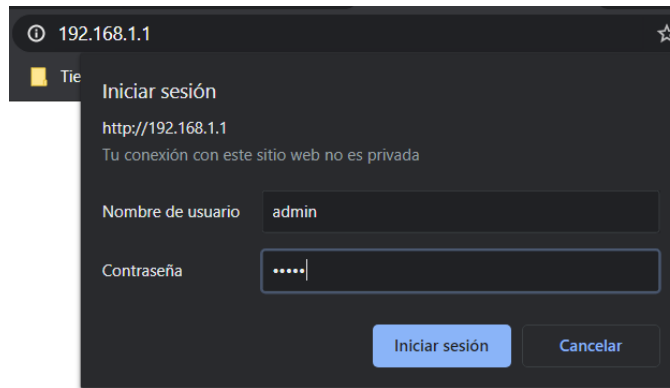 192.168.1.1
Tie
Iniciar sesión
http://192.168.1.1
Tu conexión con este sitio web no es privada
Nombre de usuario admin
Contraseña •••••
Iniciar sesión Cancelar